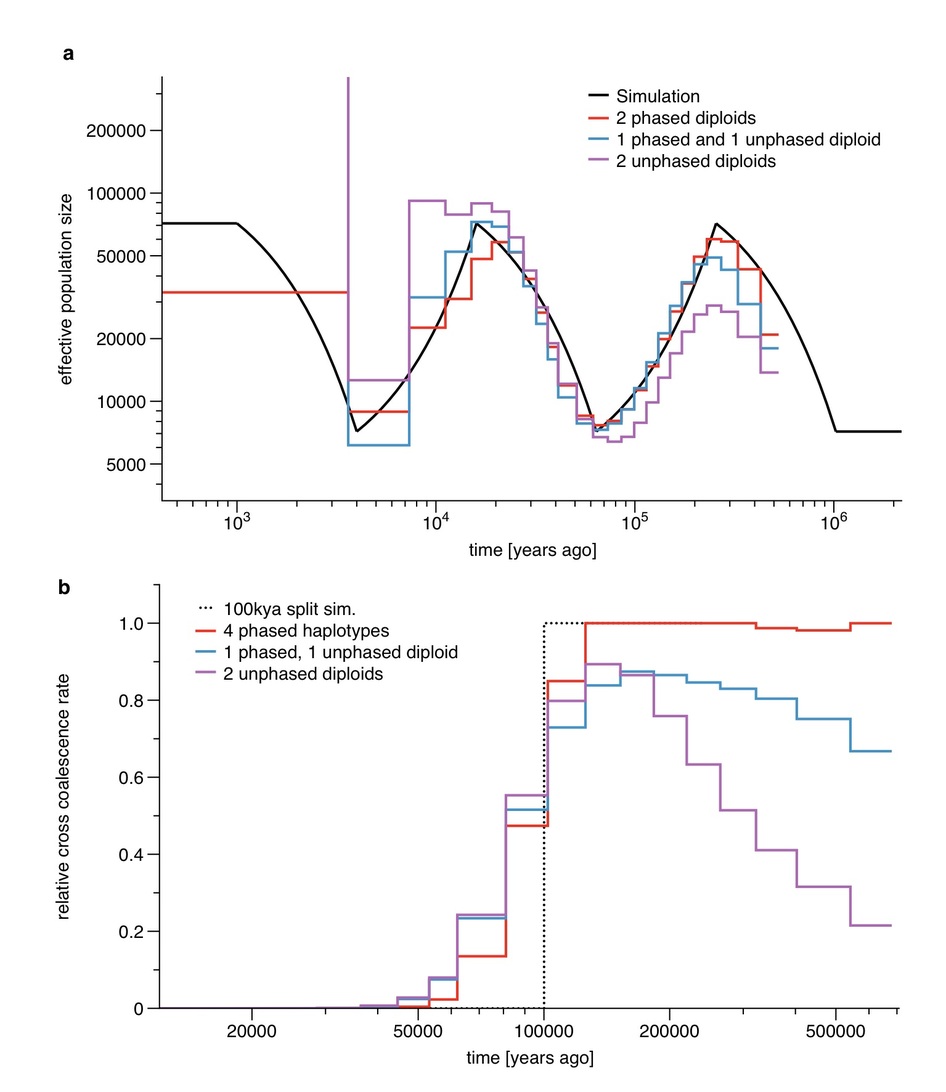 a
Simulation
2 phased diploids
1 phased and 1 unphased diploid
2 unphased diploids
200000
100000
50000
20000
10000
5000
effective population size
10³
10⁴
10⁵
10⁶
time [years ago]
b
100kya split sim.
4 phased haplotypes
1 phased, 1 unphased diploid
2 unphased diploids
1.0
0.8
0.6
0.4
0.2
0
relative cross coalescence rate
20000
50000
100000
200000
500000
time [years ago]